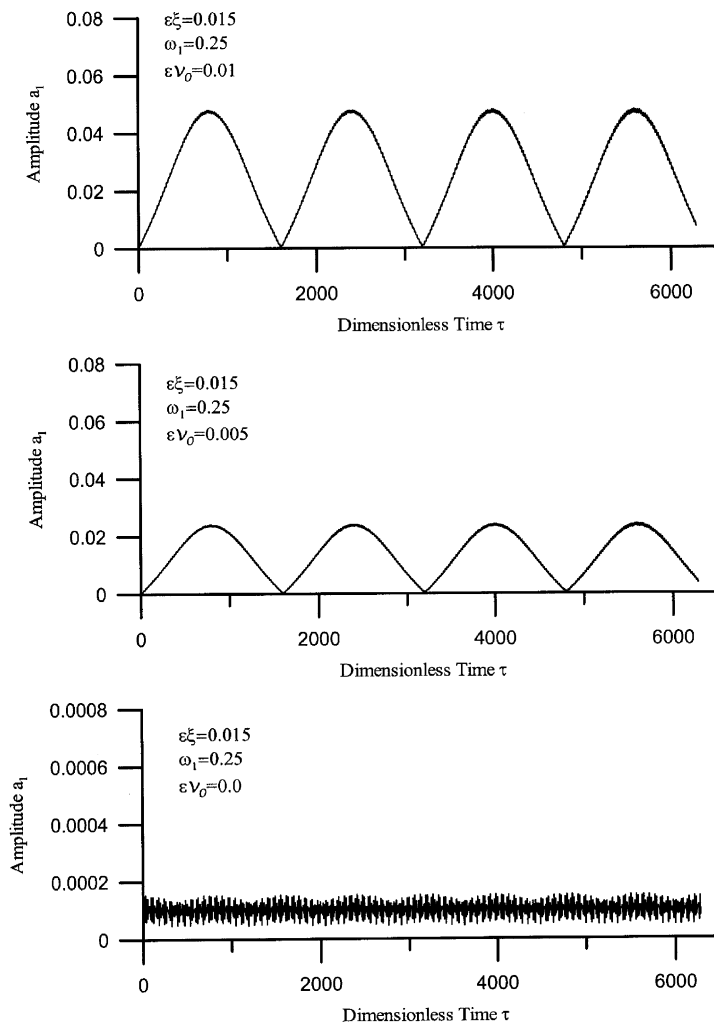 0.08
εξ=0.015
ω₁=0.25
0.06
εν₀=0.01
Amplitude a₁
0.04
0.02
0
0 2000 4000 6000
Dimensionless Time τ
0.08
εξ=0.015
ω₁=0.25
0.06
εν₀=0.005
Amplitude a₁
0.04
0.02
0
0 2000 4000 6000
Dimensionless Time τ
0.0008
εξ=0.015
ω₁=0.25
0.0006
εν₀=0.0
Amplitude a₁
0.0004
0.0002
0
0 2000 4000 6000
Dimensionless Time τ